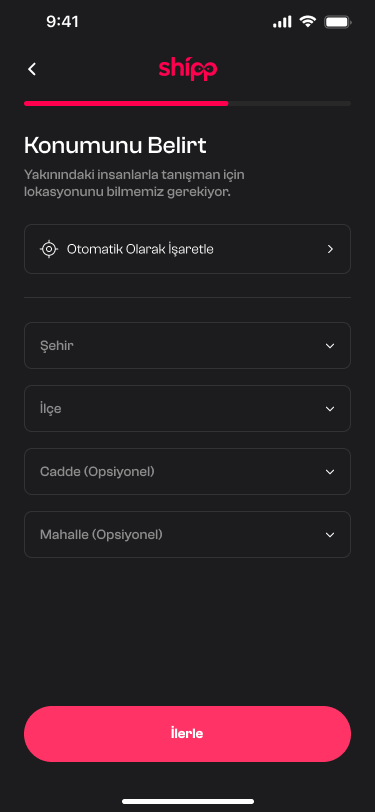 9:41
shipp
Konumunu Belirt
Yakınındaki insanlarla tanışman için
lokasyonunu bilmemiz gerekiyor.
Otomatik Olarak İşaretle
Şehir
İlçe
Cadde (Opsiyonel)
Mahalle (Opsiyonel)
İlerle